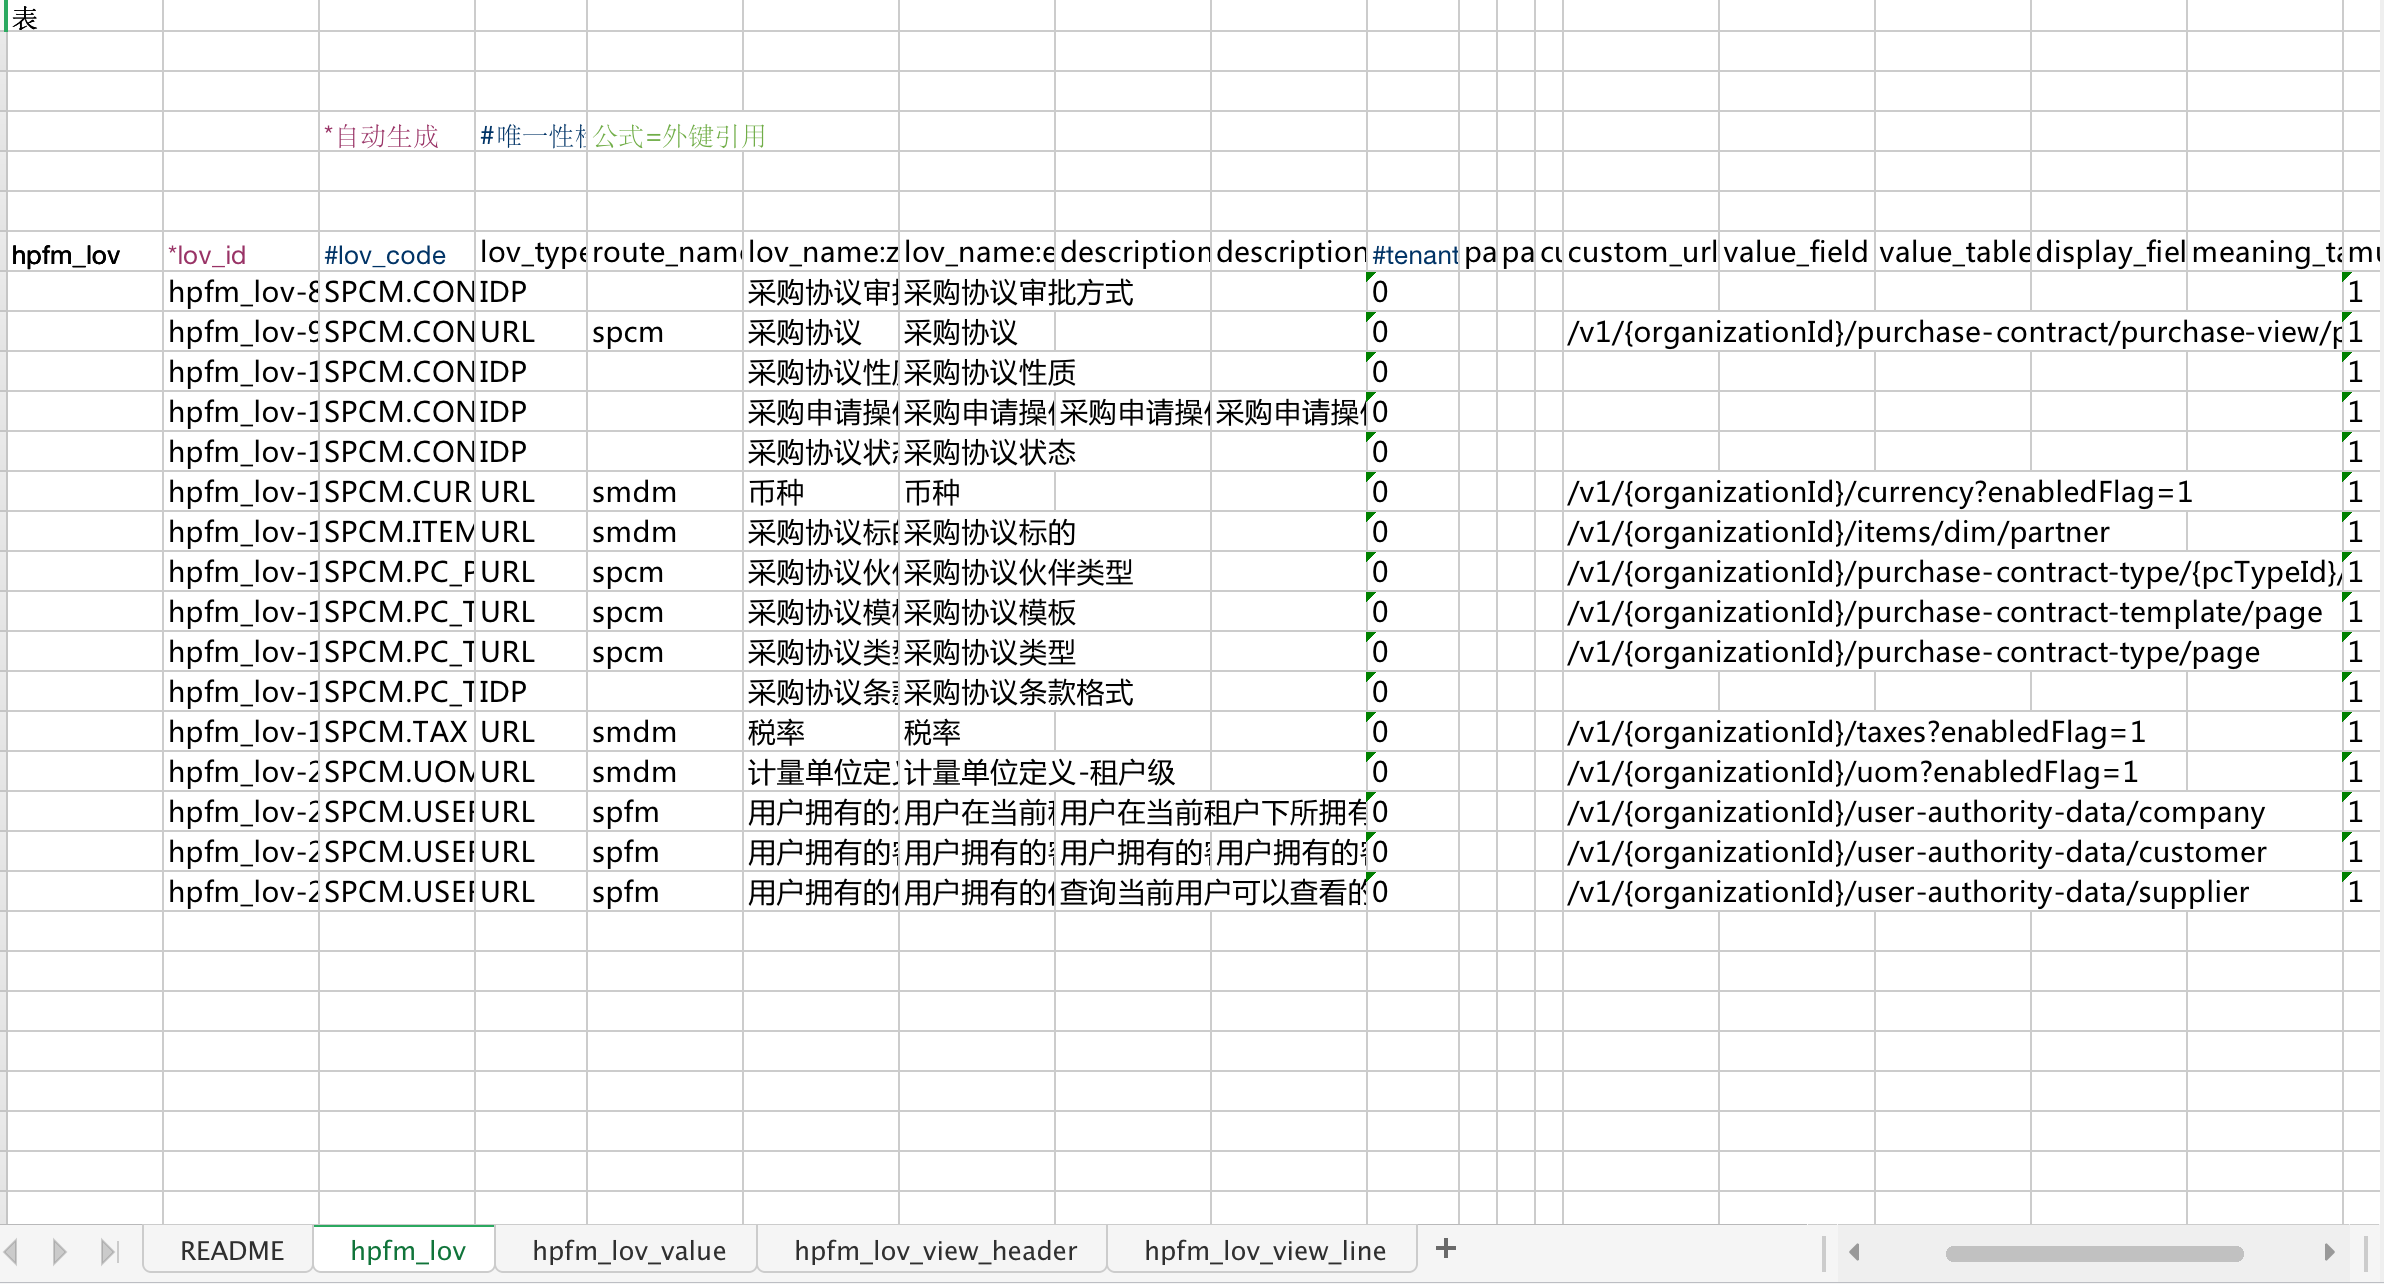 表
*自动生成 #唯一性 公式=外键引用
hpfm_lov *lov_id #lov_code lov_type route_name lov_name:z lov_name:e description description #tenant pa pa cu custom_url value_field value_table display_fiel meaning_ta mu
hpfm_lov-8 SPCM.CON IDP 采购协议审 采购协议审批方式 0 1
hpfm_lov-9 SPCM.CON URL spcm 采购协议 采购协议 0 /v1/{organizationId}/purchase-contract/purchase-view/p 1
hpfm_lov-1 SPCM.CON IDP 采购协议性 采购协议性质 0 1
hpfm_lov-1 SPCM.CON IDP 采购申请操 采购申请操 采购申请操 采购申请操 0 1
hpfm_lov-1 SPCM.CON IDP 采购协议状 采购协议状态 0 1
hpfm_lov-1 SPCM.CUR URL smdm 币种 币种 0 /v1/{organizationId}/currency?enabledFlag=1 1
hpfm_lov-1 SPCM.ITEM URL smdm 采购协议标 采购协议标的 0 /v1/{organizationId}/items/dim/partner 1
hpfm_lov-1 SPCM.PC_P URL spcm 采购协议伙 采购协议伙伴类型 0 /v1/{organizationId}/purchase-contract-type/{pcTypeId}/ 1
hpfm_lov-1 SPCM.PC_T URL spcm 采购协议模 采购协议模板 0 /v1/{organizationId}/purchase-contract-template/page 1
hpfm_lov-1 SPCM.PC_T URL spcm 采购协议类 采购协议类型 0 /v1/{organizationId}/purchase-contract-type/page 1
hpfm_lov-1 SPCM.PC_T IDP 采购协议条 采购协议条款格式 0 1
hpfm_lov-1 SPCM.TAX URL smdm 税率 税率 0 /v1/{organizationId}/taxes?enabledFlag=1 1
hpfm_lov-2 SPCM.UOM URL smdm 计量单位定 计量单位定义-租户级 0 /v1/{organizationId}/uom?enabledFlag=1 1
hpfm_lov-2 SPCM.USER URL spfm 用户拥有的 用户在当前 用户在当前租户下所拥有 0 /v1/{organizationId}/user-authority-data/company 1
hpfm_lov-2 SPCM.USER URL spfm 用户拥有的 用户拥有的 用户拥有的 用户拥有的 0 /v1/{organizationId}/user-authority-data/customer 1
hpfm_lov-2 SPCM.USER URL spfm 用户拥有的 用户拥有的 查询当前用户可以查看的 0 /v1/{organizationId}/user-authority-data/supplier 1
README hpfm_lov hpfm_lov_value hpfm_lov_view_header hpfm_lov_view_line +